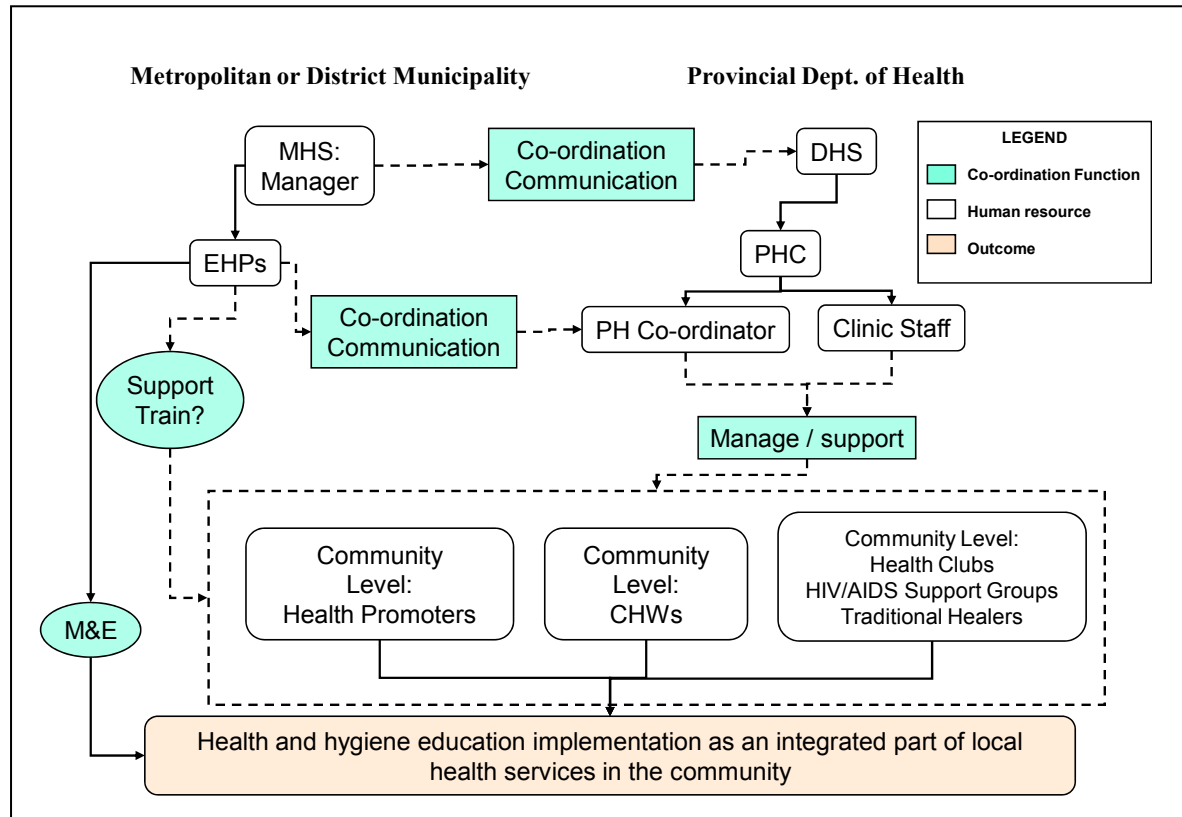 Metropolitan or District Municipality
Provincial Dept. of Health
MHS:
Manager
Co-ordination
Communication
DHS
LEGEND
Co-ordination Function
Human resource
Outcome
EHPs
PHC
Co-ordination
Communication
PH Co-ordinator
Clinic Staff
Support
Train?
Manage / support
Community
Level:
Health Promoters
Community
Level:
CHWs
Community Level:
Health Clubs
HIV/AIDS Support Groups
Traditional Healers
M&E
Health and hygiene education implementation as an integrated part of local
health services in the community